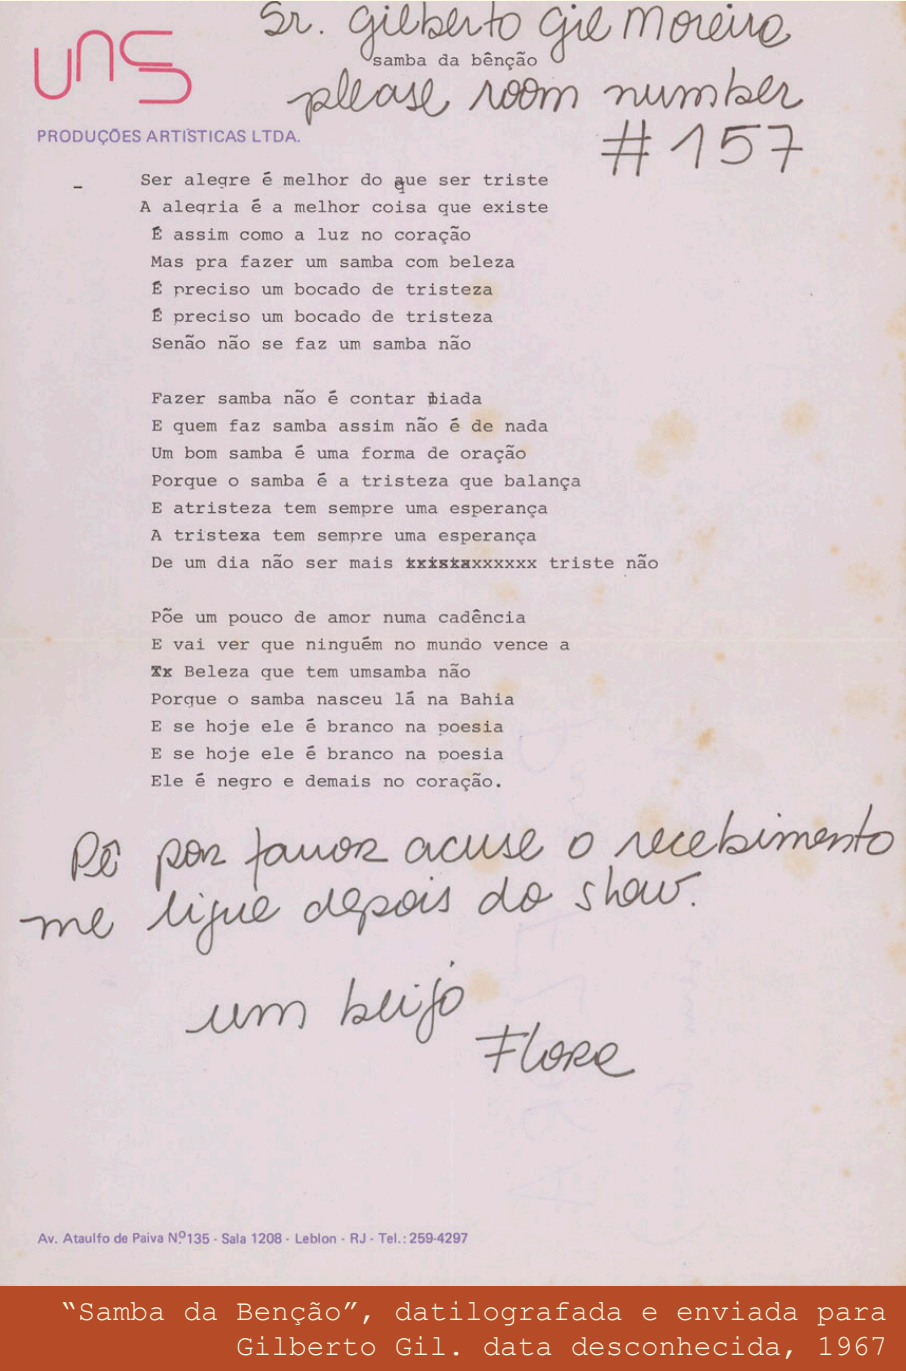 Sr. Gilberto Gil Moreira
uns
samba da bênção
please room number
PRODUÇÕES ARTÍSTICAS LTDA.
#157
Ser alegre é melhor do que ser triste
A alegria é a melhor coisa que existe
É assim como a luz no coração
Mas pra fazer um samba com beleza
É preciso um bocado de tristeza
É preciso um bocado de tristeza
Senão não se faz um samba não
Fazer samba não é contar piada
E quem faz samba assim não é de nada
Um bom samba é uma forma de oração
Porque o samba é a tristeza que balança
E atristeza tem sempre uma esperança
A tristexa tem sempre uma esperança
De um dia não ser mais xxxxxxxxxxxx triste não
Põe um pouco de amor numa cadência
E vai ver que ninguém no mundo vence a
Xx Beleza que tem umsamba não
Porque o samba nasceu lá na Bahia
E se hoje ele é branco na poesia
E se hoje ele é branco na poesia
Ele é negro e demais no coração.
Pê por favor acuse o recebimento
me ligue depois do show.
um beijo
Flora
Av. Ataulfo de Paiva Nº135 - Sala 1208 - Leblon - RJ - Tel.: 259-4297
“Samba da Benção”, datilografada e enviada para
Gilberto Gil. data desconhecida, 1967